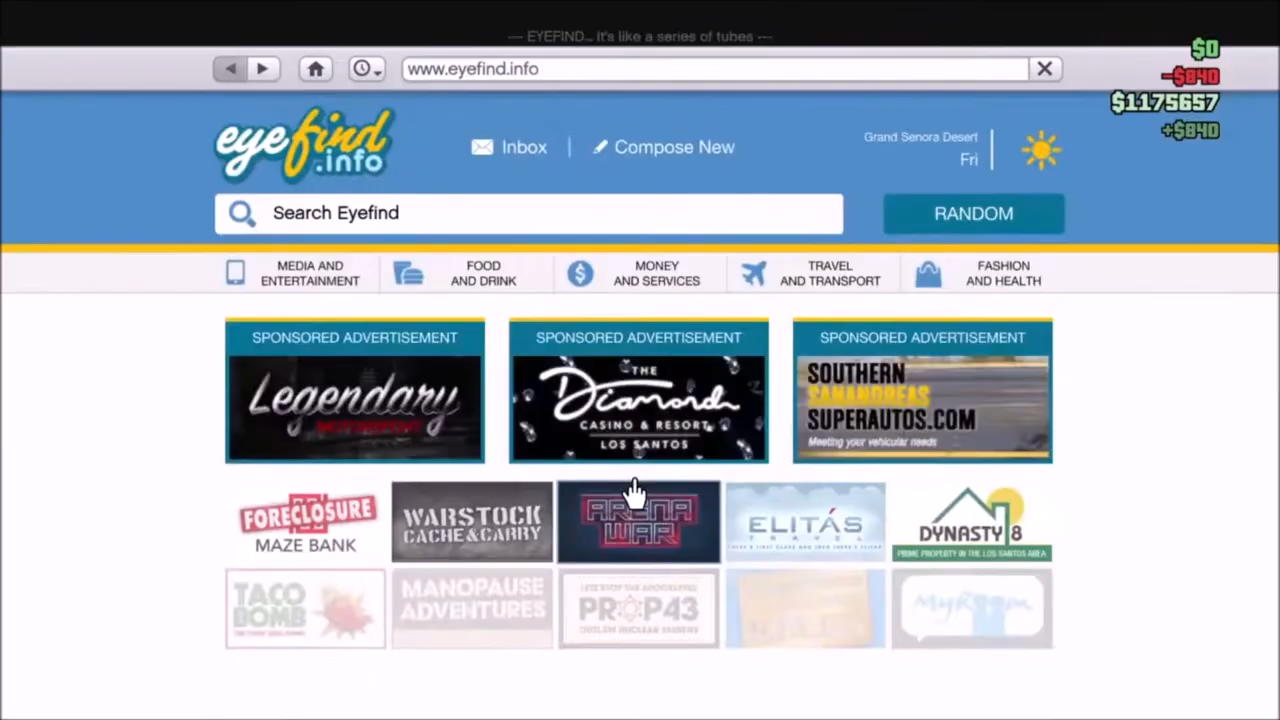 --- EYEFIND... It's like a series of tubes ---
$0
-$840
$1175657
+$840
www.eyefind.info
eyefind
.info
Inbox
Compose New
Grand Senora Desert
Fri
Search Eyefind
RANDOM
MEDIA AND
ENTERTAINMENT
FOOD
AND DRINK
MONEY
AND SERVICES
TRAVEL
AND TRANSPORT
FASHION
AND HEALTH
SPONSORED ADVERTISEMENT
Legendary
MOTORSPORT
SPONSORED ADVERTISEMENT
THE
Diamond
CASINO & RESORT
LOS SANTOS
SPONSORED ADVERTISEMENT
SOUTHERN
SANANDREAS
SUPERAUTOS.COM
Meeting your vehicular needs
FORECLOSURE
MAZE BANK
WARSTOCK
CACHE & CARRY
ARENA
WAR
ELITÁS
TRAVEL
DYNASTY 8
PRIME PROPERTY IN THE LOS SANTOS AREA
TACO
BOMB
MANOPAUSE
ADVENTURES
PROP43
MyRoom